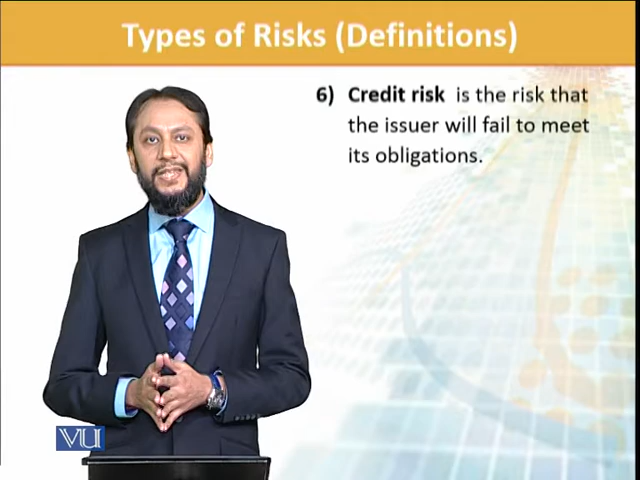 Types of Risks (Definitions)
6) Credit risk is the risk that
the issuer will fail to meet
its obligations.
VU